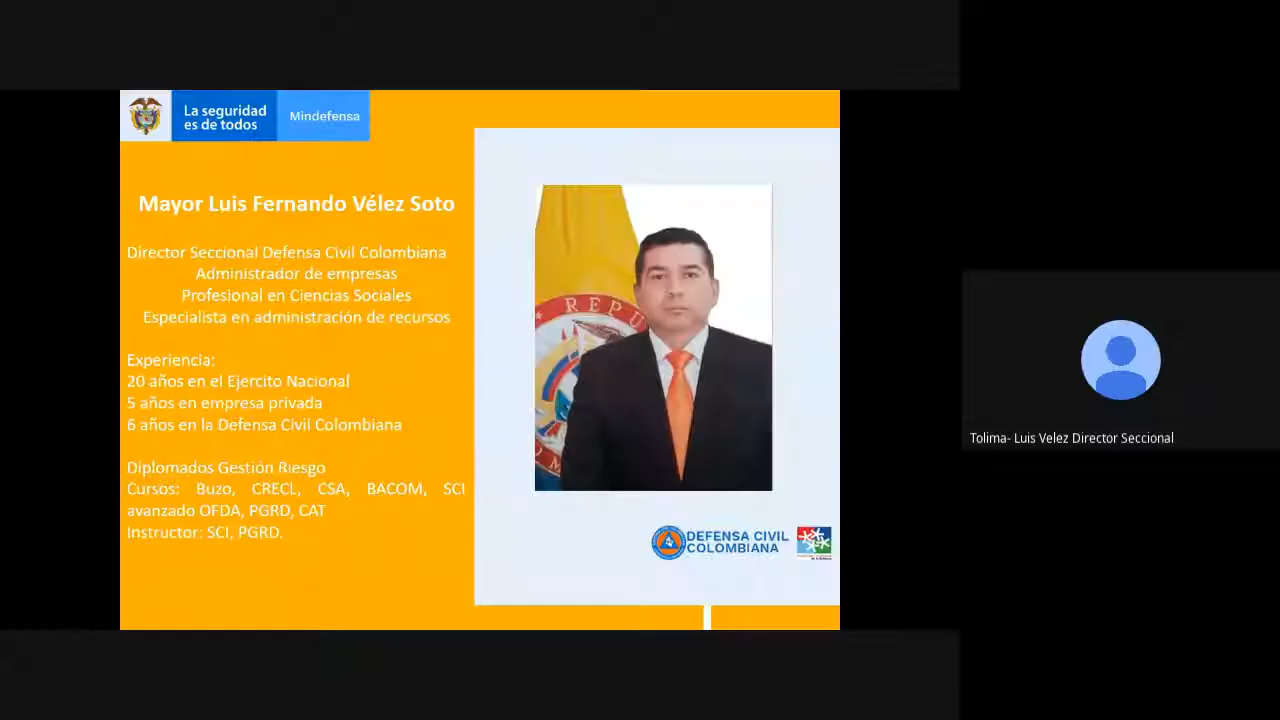 La seguridad
es de todos
Mindefensa
Mayor Luis Fernando Vélez Soto
Director Seccional Defensa Civil Colombiana
Administrador de empresas
Profesional en Ciencias Sociales
Especialista en administración de recursos
Experiencia:
20 años en el Ejercito Nacional
5 años en empresa privada
6 años en la Defensa Civil Colombiana
Diplomados Gestión Riesgo
Cursos: Buzo, CRECL, CSA, BACOM, SCI
avanzado OFDA, PGRD, CAT
Instructor: SCI, PGRD.
REPU
OM
DEFENSA CIVIL
COLOMBIANA
Tolima- Luis Velez Director Seccional